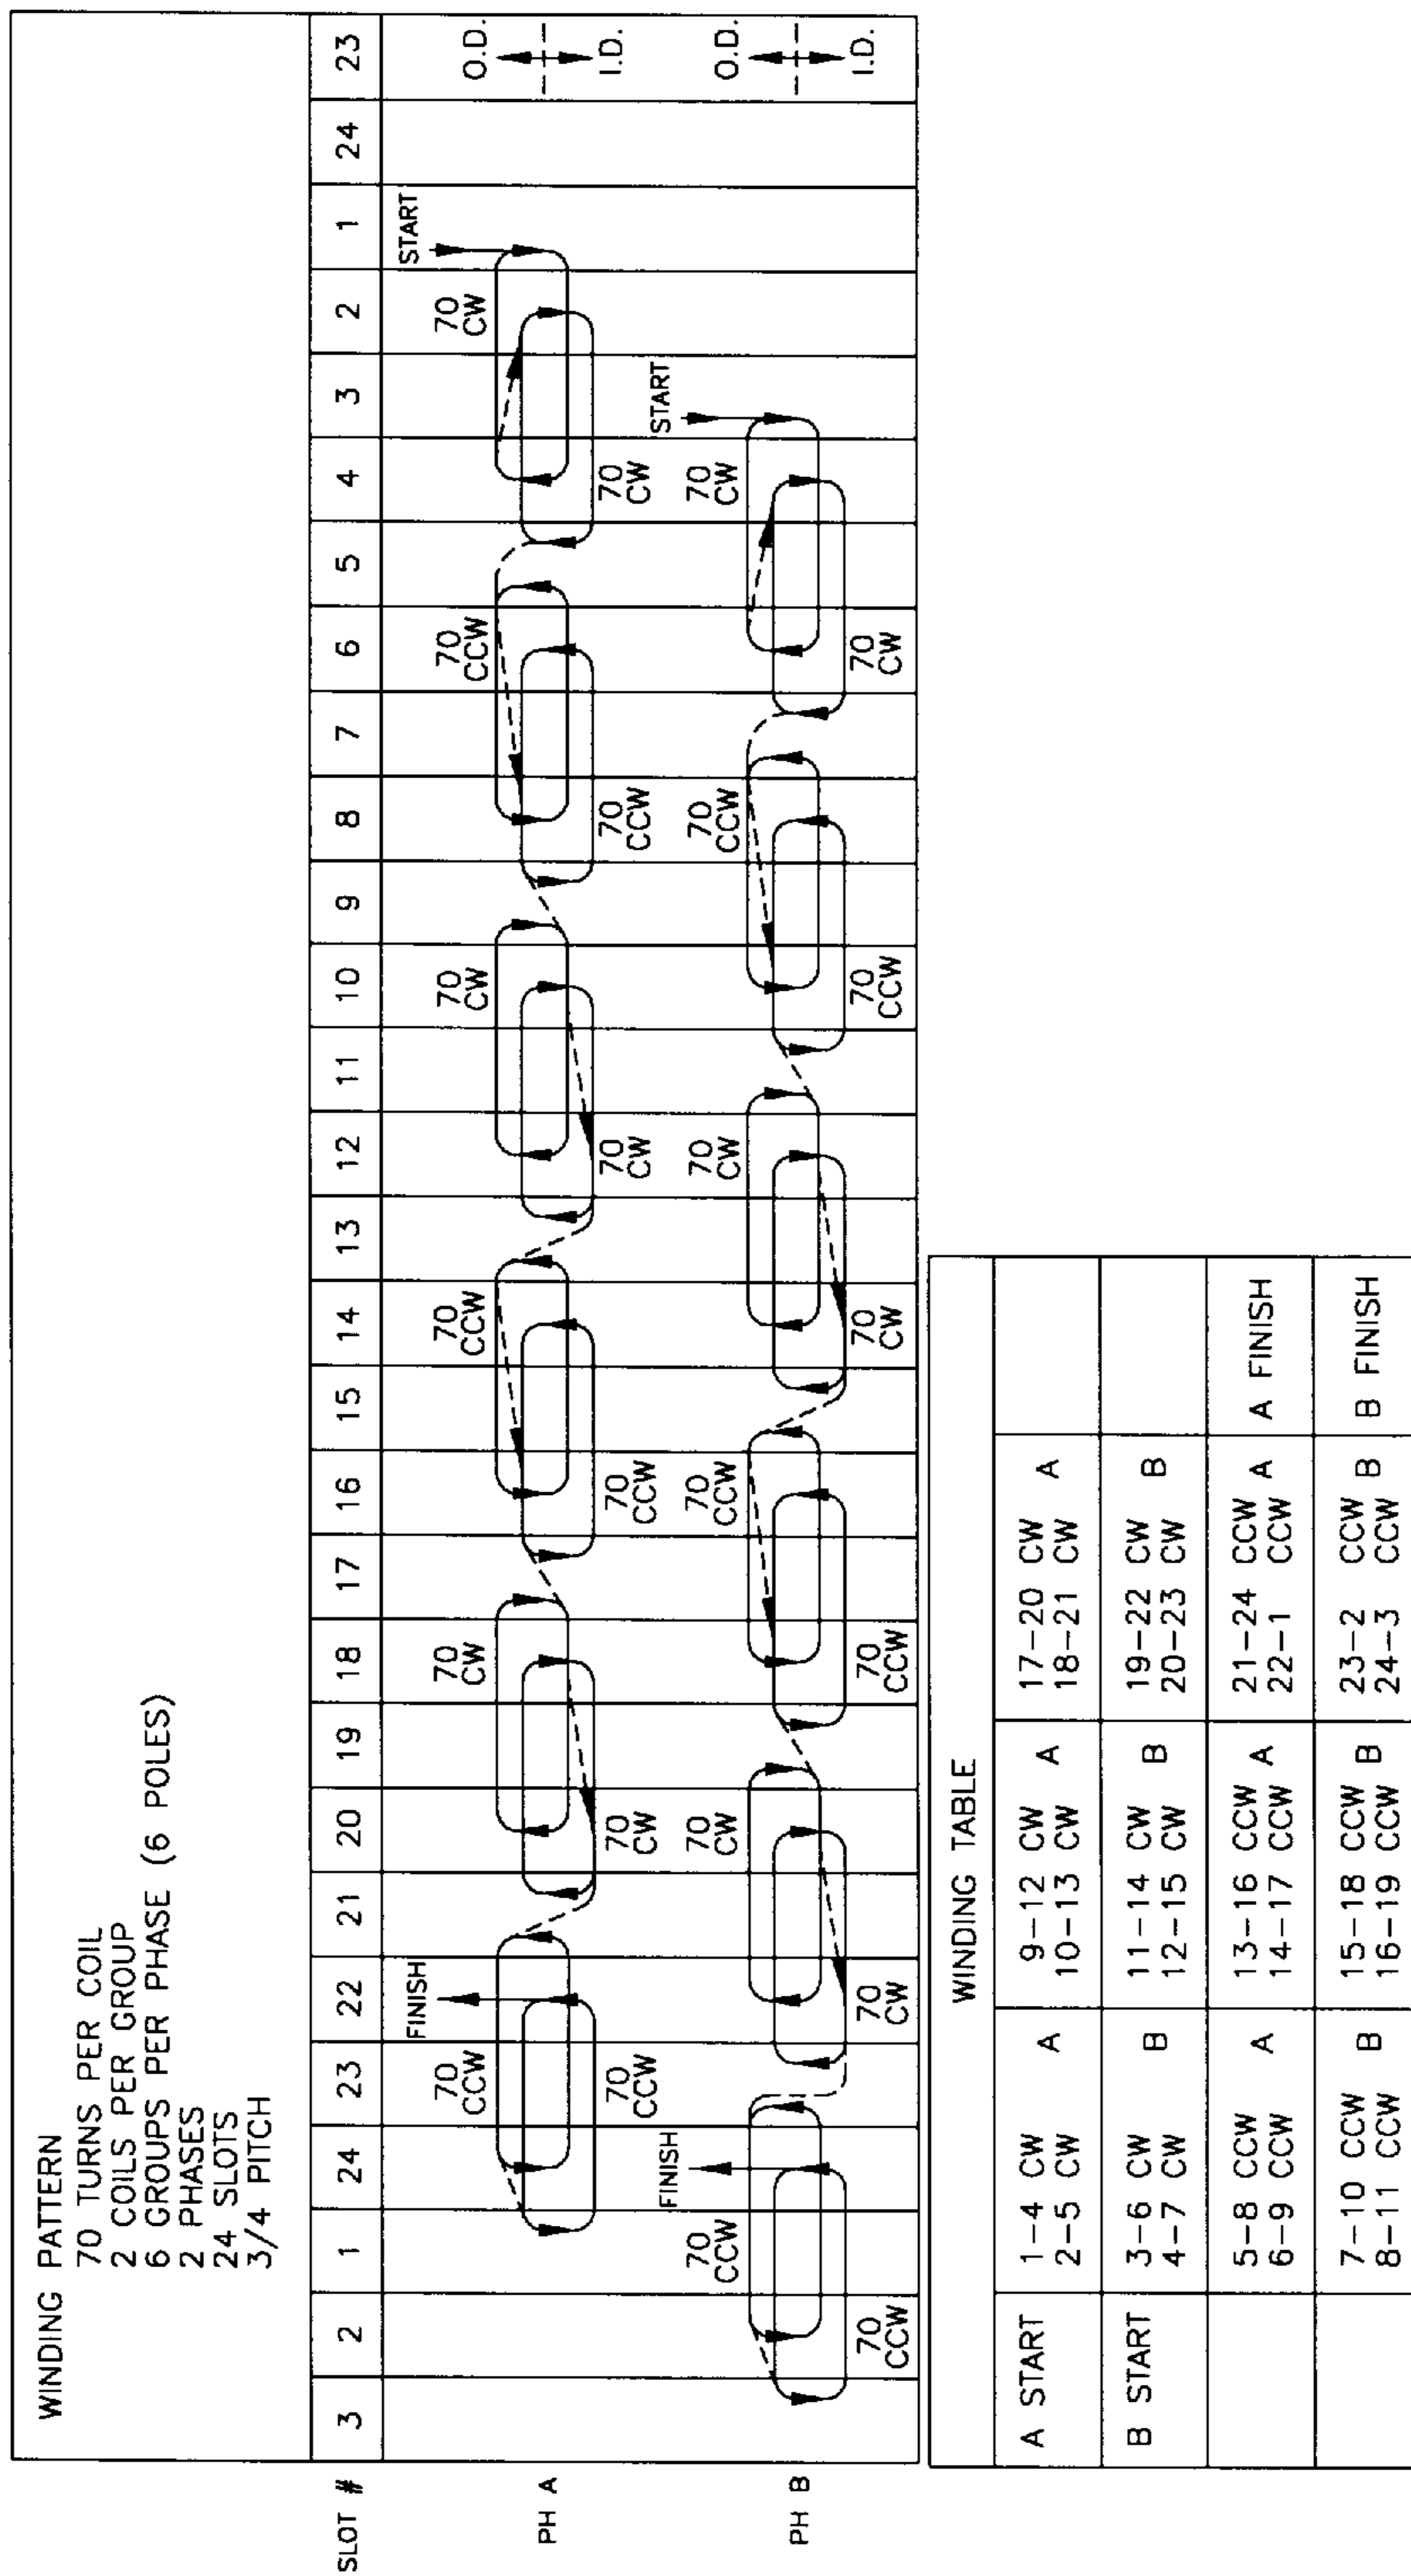 WINDING PATTERN
70 TURNS PER COIL
2 COILS PER GROUP
6 GROUPS PER PHASE (6 POLES)
2 PHASES
24 SLOTS
3/4 PITCH
SLOT # 3 2 1 24 23 22 21 20 19 18 17 16 15 14 13 12 11 10 9 8 7 6 5 4 3 2 1 24 23
PH A
FINISH
START
70 CCW
70 CW
70 CCW
70 CW
70 CCW
70 CW
O.D.
70 CCW
70 CW
70 CCW
70 CW
70 CCW
70 CW
I.D.
PH B
FINISH
START
70 CCW
70 CW
70 CCW
70 CW
70 CCW
70 CW
O.D.
70 CCW
70 CW
70 CCW
70 CW
70 CCW
70 CW
I.D.
WINDING TABLE
A START 1-4 CW A 9-12 CW A 17-20 CW A
2-5 CW 10-13 CW 18-21 CW
B START 3-6 CW B 11-14 CW B 19-22 CW B
4-7 CW 12-15 CW 20-23 CW
5-8 CCW A 13-16 CCW A 21-24 CCW A A FINISH
6-9 CCW 14-17 CCW 22-1 CCW
7-10 CCW B 15-18 CCW B 23-2 CCW B B FINISH
8-11 CCW 16-19 CCW 24-3 CCW